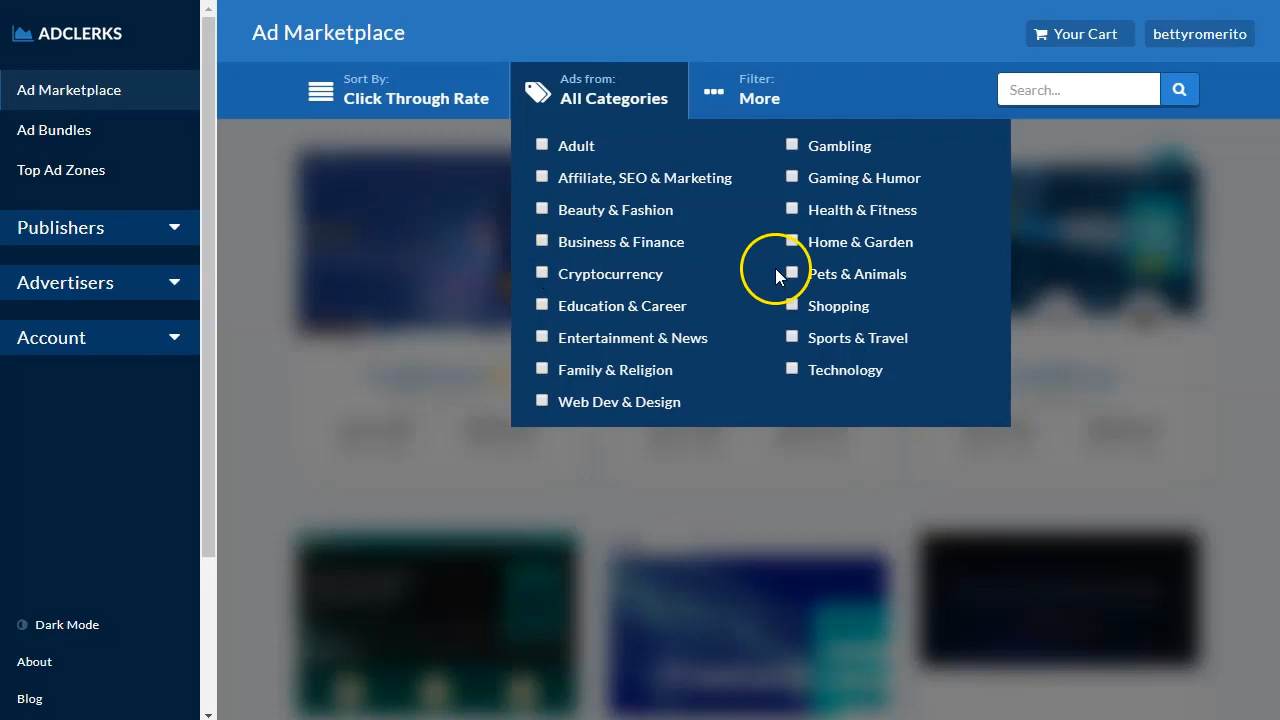 ADCLERKS
Ad Marketplace
Ad Bundles
Top Ad Zones
Publishers
Advertisers
Account
Dark Mode
About
Blog
Ad Marketplace
Your Cart
bettyromerito
Sort By:
Click Through Rate
Ads from:
All Categories
Filter:
More
Search...
Adult
Affiliate, SEO & Marketing
Beauty & Fashion
Business & Finance
Cryptocurrency
Education & Career
Entertainment & News
Family & Religion
Web Dev & Design
Gambling
Gaming & Humor
Health & Fitness
Home & Garden
Pets & Animals
Shopping
Sports & Travel
Technology